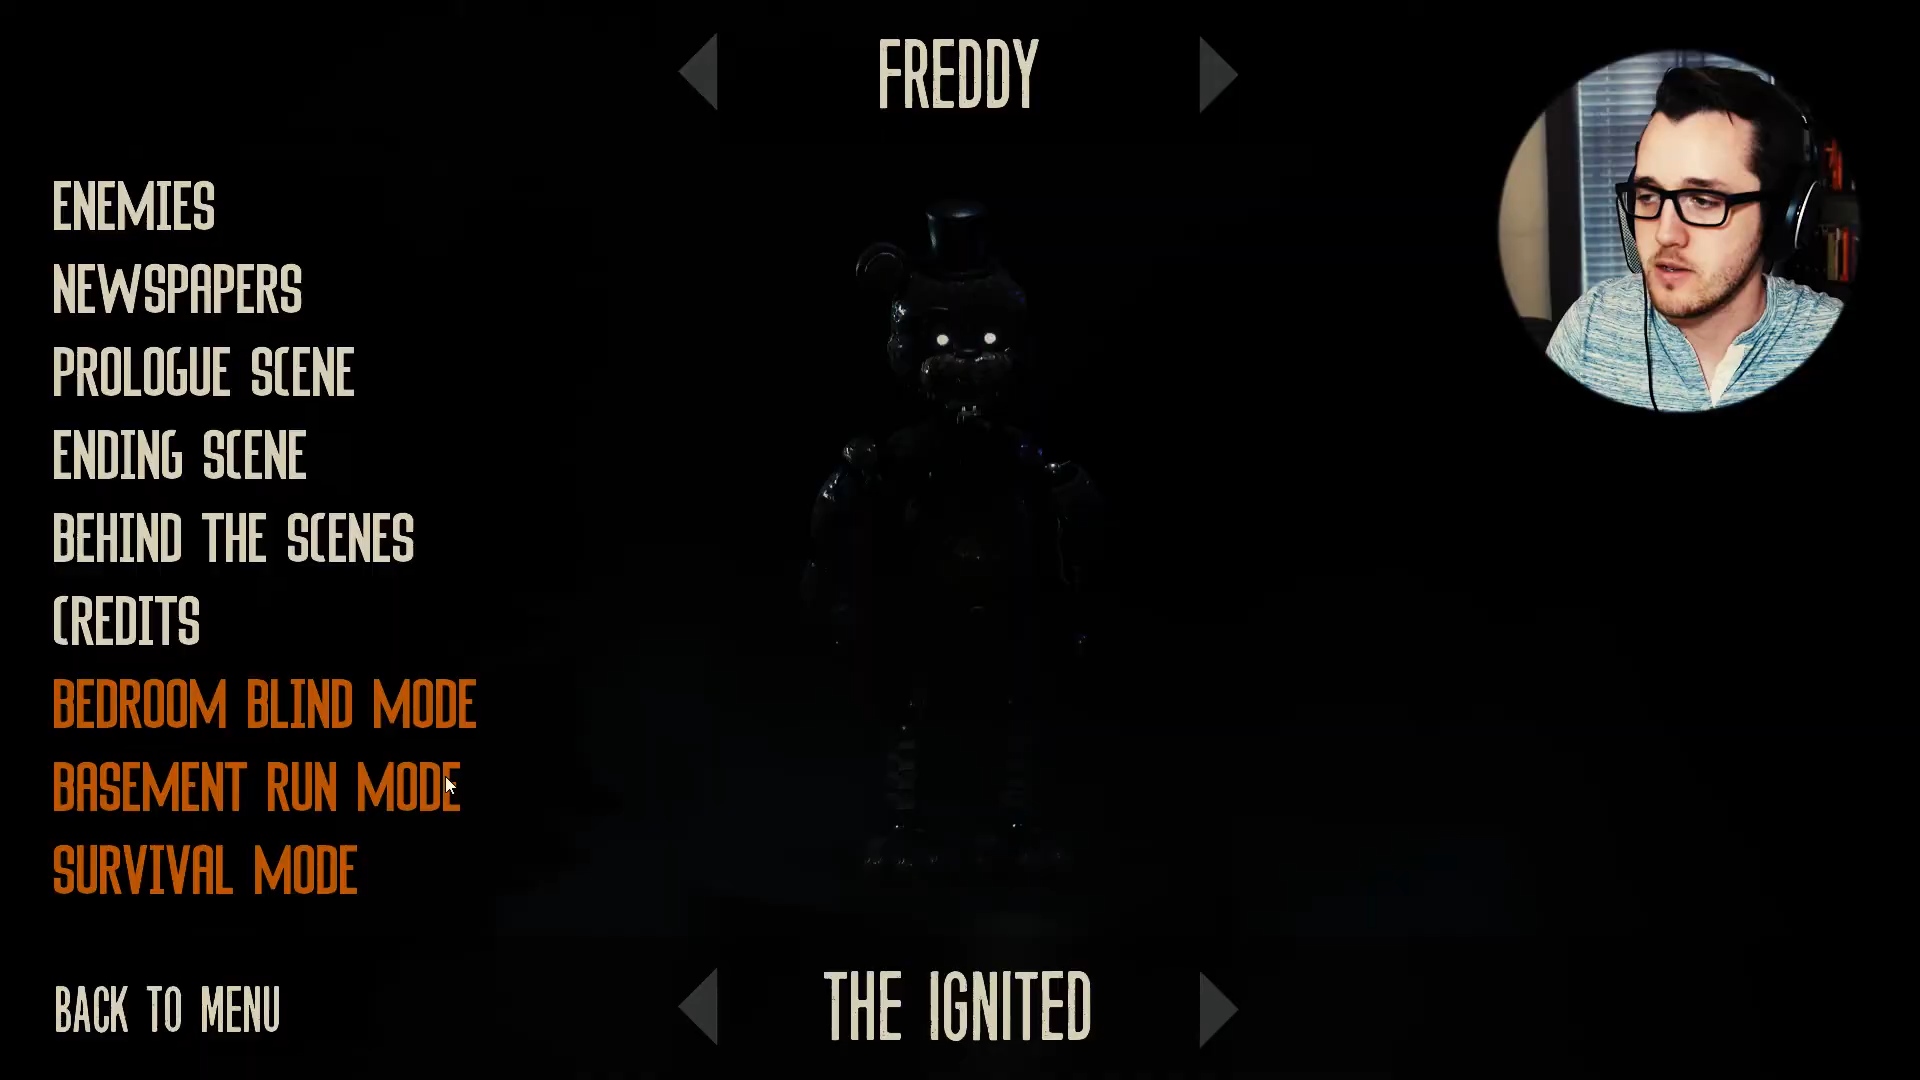 FREDDY
ENEMIES
NEWSPAPERS
PROLOGUE SCENE
ENDING SCENE
BEHIND THE SCENES
CREDITS
BEDROOM BLIND MODE
BASEMENT RUN MODE
SURVIVAL MODE
BACK TO MENU
THE IGNITED